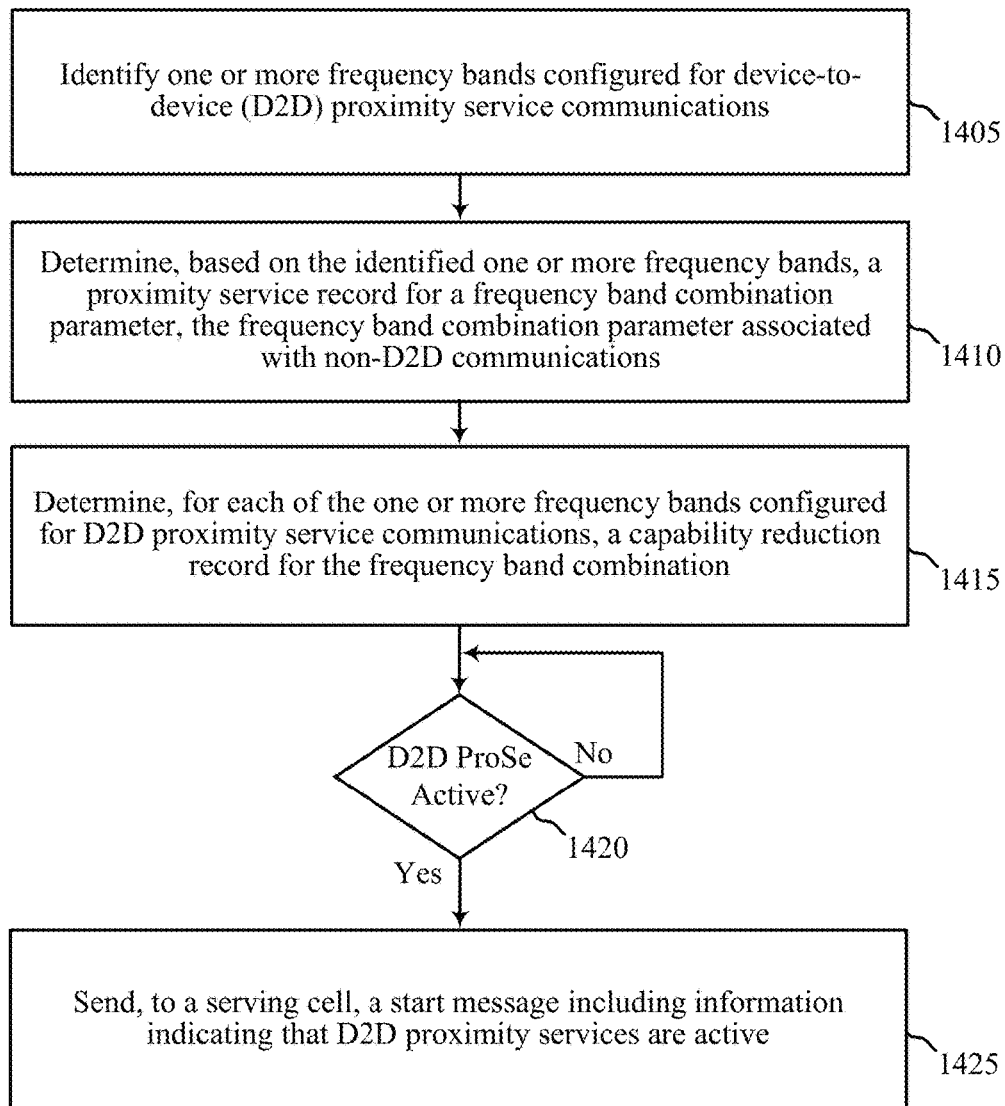 Identify one or more frequency bands configured for device-to-
device (D2D) proximity service communications
1405
Determine, based on the identified one or more frequency bands, a
proximity service record for a frequency band combination
parameter, the frequency band combination parameter associated
with non-D2D communications
1410
Determine, for each of the one or more frequency bands configured
for D2D proximity service communications, a capability reduction
record for the frequency band combination
1415
D2D ProSe
Active?
No
1420
Yes
Send, to a serving cell, a start message including information
indicating that D2D proximity services are active
1425